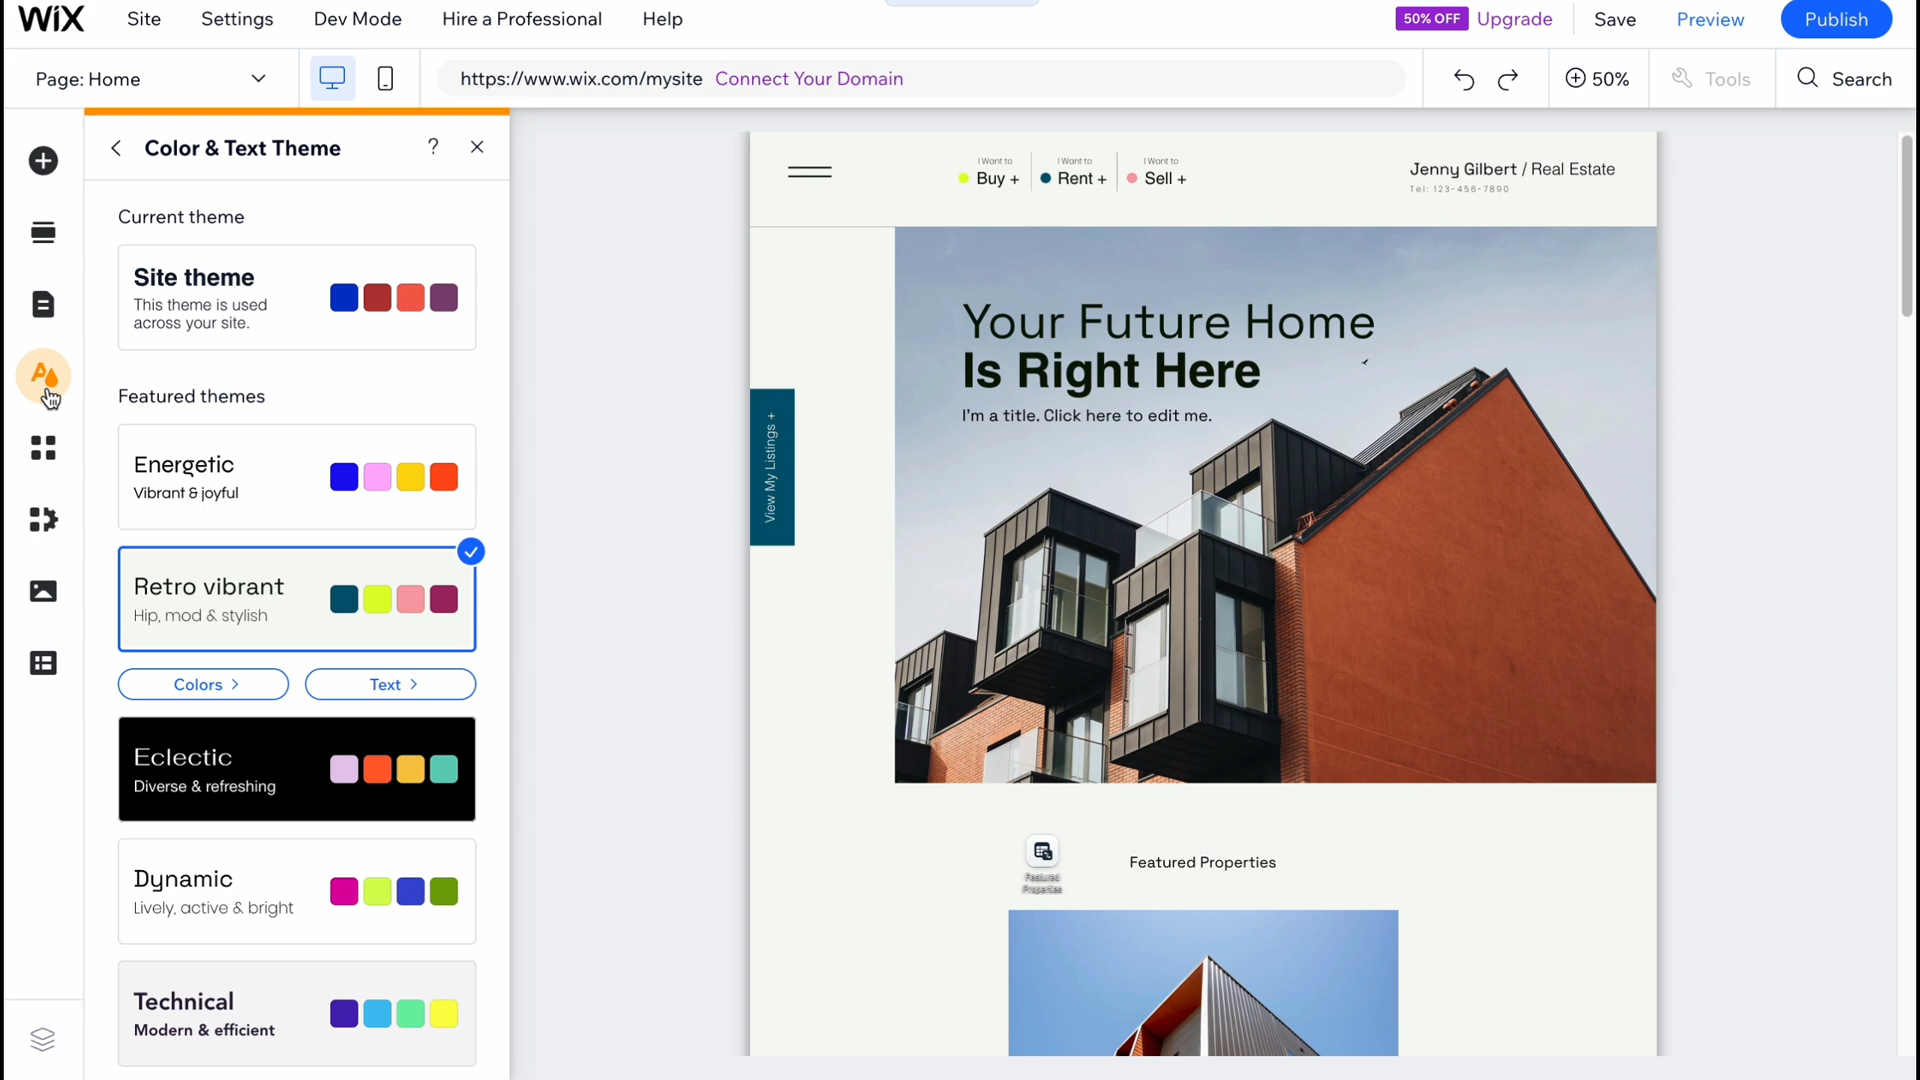 WiX
Site
Settings
Dev Mode
Hire a Professional
Help
50% OFF
Upgrade
Save
Preview
Publish
Page: Home
https://www.wix.com/mysite
Connect Your Domain
50%
Tools
Search
Color & Text Theme
?
Current theme
Site theme
This theme is used
across your site.
Featured themes
Energetic
Vibrant & joyful
Retro vibrant
Hip, mod & stylish
Colors >
Text >
Eclectic
Diverse & refreshing
Dynamic
Lively, active & bright
Technical
Modern & efficient
I Want to
Buy +
I Want to
Rent +
I Want to
Sell +
Jenny Gilbert / Real Estate
Tel: 123-456-7890
Your Future Home
Is Right Here
I'm a title. Click here to edit me.
View My Listings +
Featured
Properties
Featured Properties